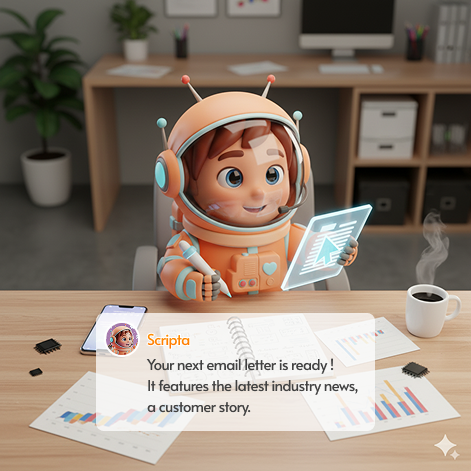 Scripta
Your next email letter is ready !
It features the latest industry news,
a customer story.